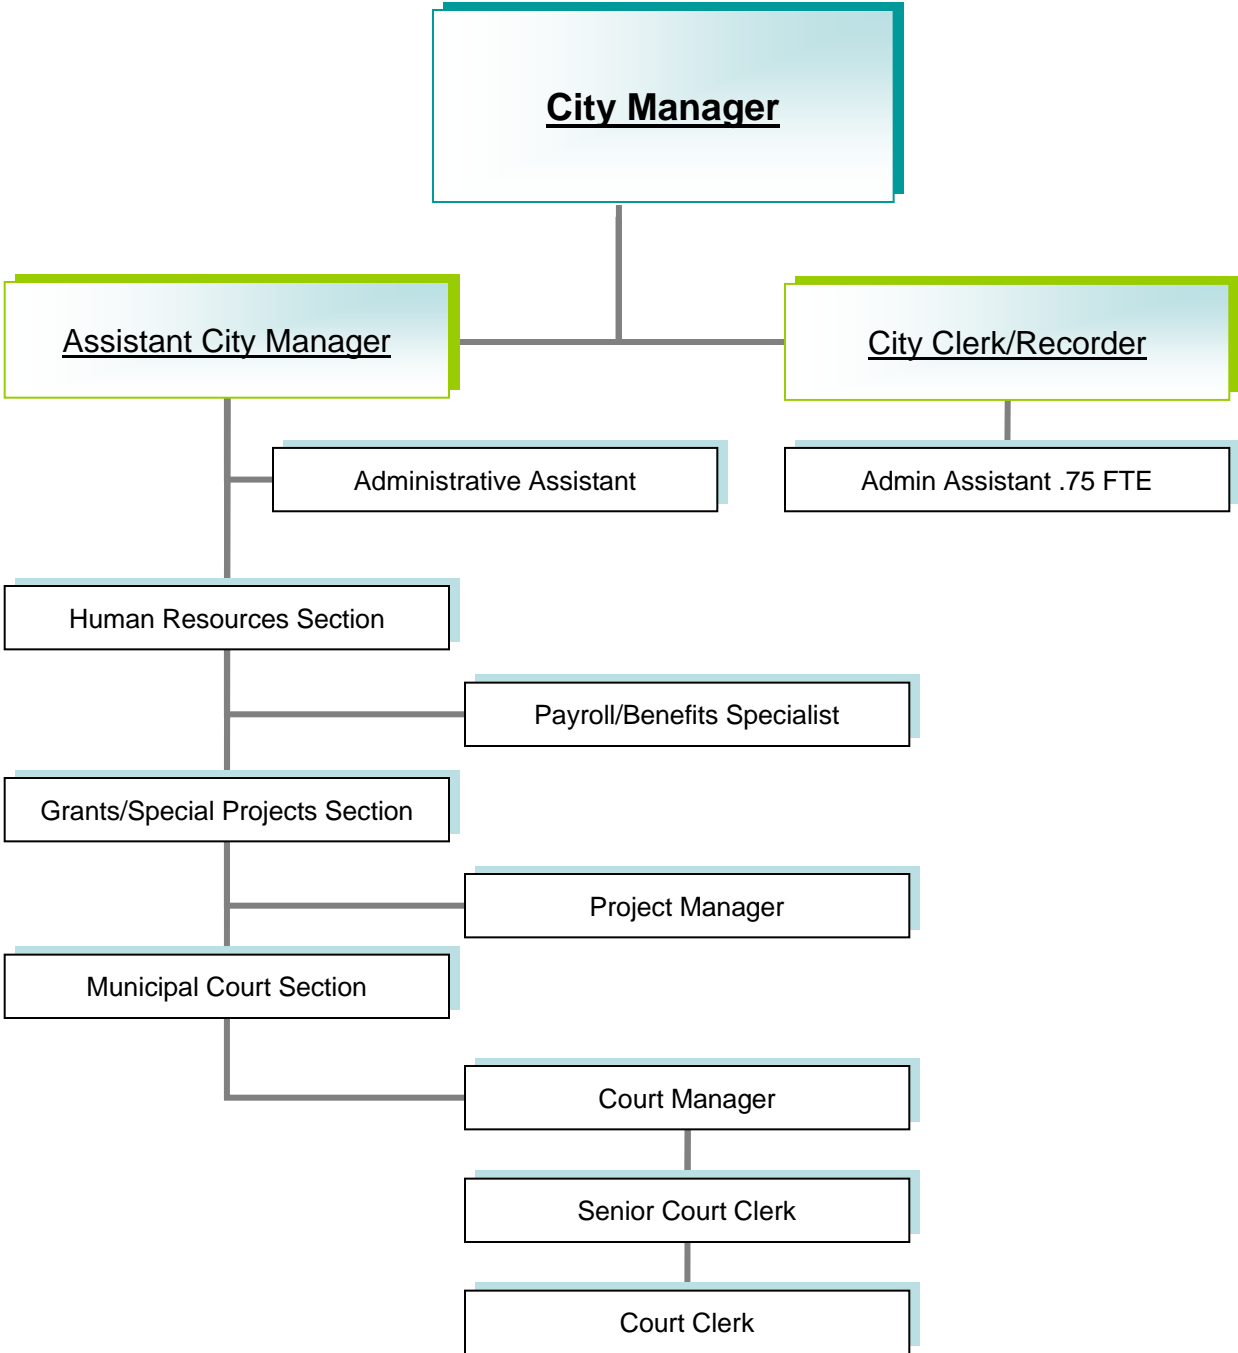 City Manager
Assistant City Manager
City Clerk/Recorder
Administrative Assistant
Admin Assistant .75 FTE
Human Resources Section
Payroll/Benefits Specialist
Grants/Special Projects Section
Project Manager
Municipal Court Section
Court Manager
Senior Court Clerk
Court Clerk